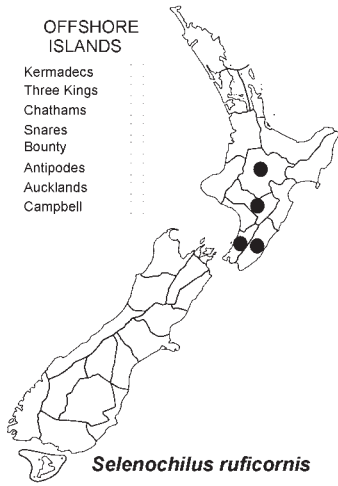 OFFSHORE
ISLANDS
Kermadecs
Three Kings
Chathams
Snares
Bounty
Antipodes
Aucklands
Campbell
Selenochilus ruficornis